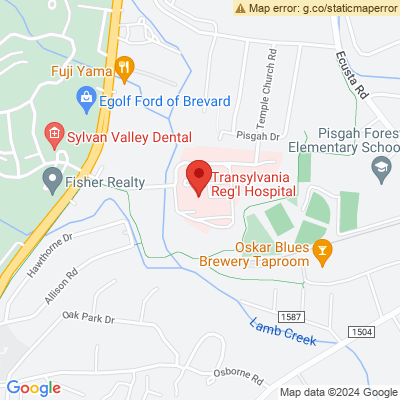 Map error: g.co/staticmaperror
Ecusta Rd
Fuji Yama
Temple Church Rd
Egolf Ford of Brevard
Pisgah Dr
Pisgah Fores
Elementary Schoo
Sylvan Valley Dental
Transylvania
Reg'l Hospital
Fisher Realty
Hawthorne Dr
Oskar Blues
Brewery Taproom
Allison Rd
Oak Park Dr
1587
Lamb Creek
1504
Osborne Rd
Google
Map data ©2024 Google